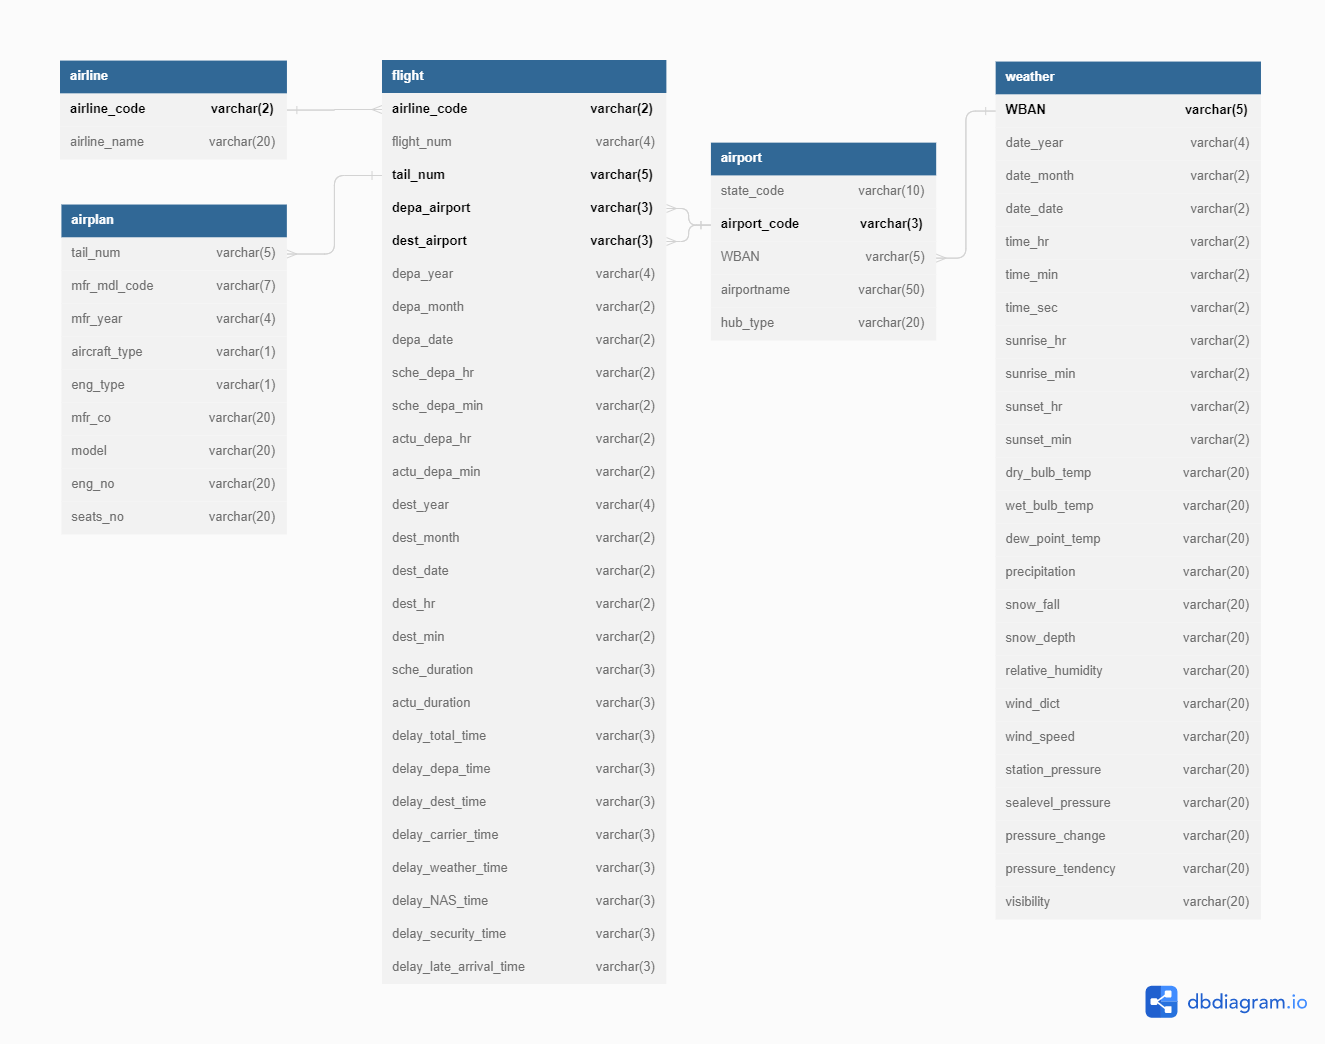 airline
airline_code varchar(2)
airline_name varchar(20)
airplan
tail_num varchar(5)
mfr_mdl_code varchar(7)
mfr_year varchar(4)
aircraft_type varchar(1)
eng_type varchar(1)
mfr_co varchar(20)
model varchar(20)
eng_no varchar(20)
seats_no varchar(20)
flight
airline_code varchar(2)
flight_num varchar(4)
tail_num varchar(5)
depa_airport varchar(3)
dest_airport varchar(3)
depa_year varchar(4)
depa_month varchar(2)
depa_date varchar(2)
sche_depa_hr varchar(2)
sche_depa_min varchar(2)
actu_depa_hr varchar(2)
actu_depa_min varchar(2)
dest_year varchar(4)
dest_month varchar(2)
dest_date varchar(2)
dest_hr varchar(2)
dest_min varchar(2)
sche_duration varchar(3)
actu_duration varchar(3)
delay_total_time varchar(3)
delay_depa_time varchar(3)
delay_dest_time varchar(3)
delay_carrier_time varchar(3)
delay_weather_time varchar(3)
delay_NAS_time varchar(3)
delay_security_time varchar(3)
delay_late_arrival_time varchar(3)
airport
state_code varchar(10)
airport_code varchar(3)
WBAN varchar(5)
airportname varchar(50)
hub_type varchar(20)
weather
WBAN varchar(5)
date_year varchar(4)
date_month varchar(2)
date_date varchar(2)
time_hr varchar(2)
time_min varchar(2)
time_sec varchar(2)
sunrise_hr varchar(2)
sunrise_min varchar(2)
sunset_hr varchar(2)
sunset_min varchar(2)
dry_bulb_temp varchar(20)
wet_bulb_temp varchar(20)
dew_point_temp varchar(20)
precipitation varchar(20)
snow_fall varchar(20)
snow_depth varchar(20)
relative_humidity varchar(20)
wind_dict varchar(20)
wind_speed varchar(20)
station_pressure varchar(20)
sealevel_pressure varchar(20)
pressure_change varchar(20)
pressure_tendency varchar(20)
visibility varchar(20)
dbdiagram.io